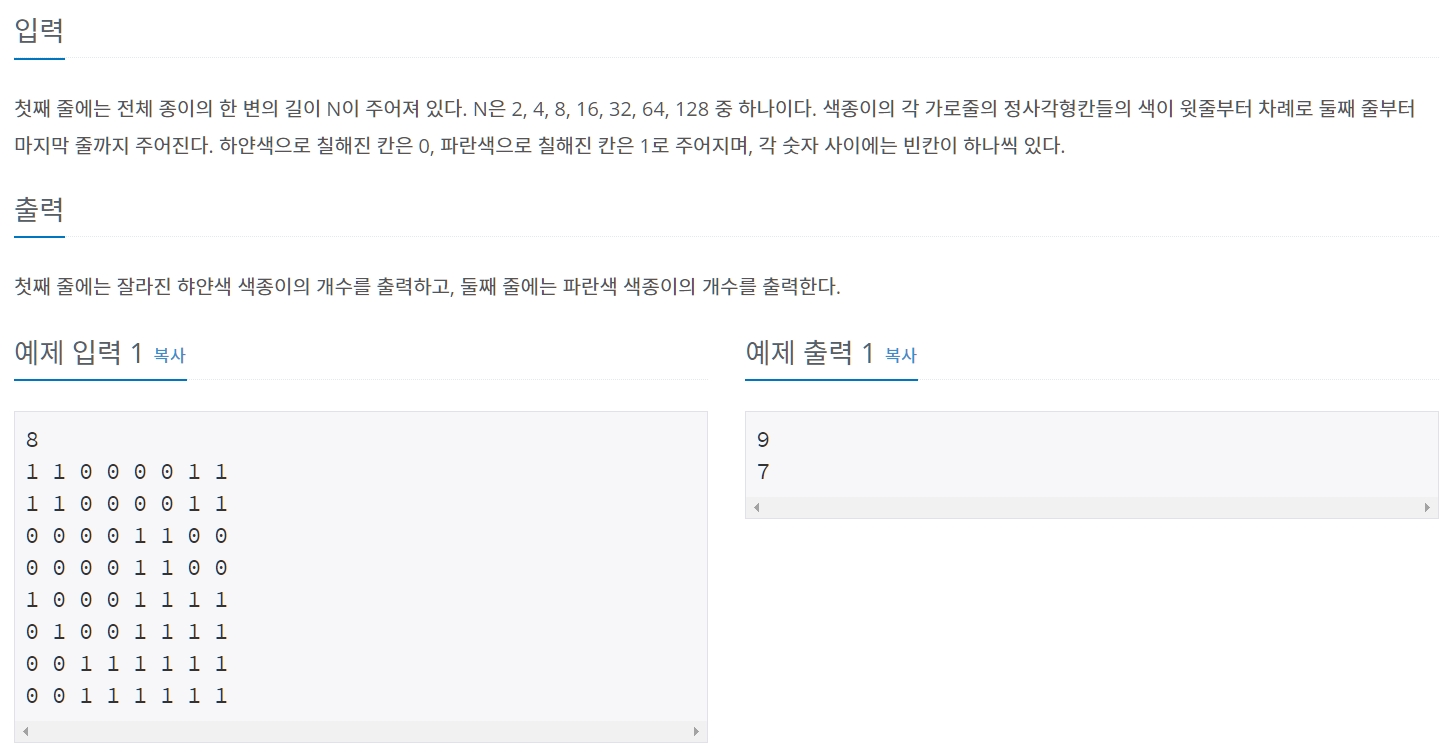 입력
첫째 줄에는 전체 종이의 한 변의 길이 N이 주어져 있다. N은 2, 4, 8, 16, 32, 64, 128 중 하나이다. 색종이의 각 가로줄의 정사각형칸들의 색이 윗줄부터 차례로 둘째 줄부터
마지막 줄까지 주어진다. 하얀색으로 칠해진 칸은 0, 파란색으로 칠해진 칸은 1로 주어지며, 각 숫자 사이에는 빈칸이 하나씩 있다.
출력
첫째 줄에는 잘라진 햐얀색 색종이의 개수를 출력하고, 둘째 줄에는 파란색 색종이의 개수를 출력한다.
예제 입력 1 복사
8
1 1 0 0 0 0 1 1
1 1 0 0 0 0 1 1
0 0 0 0 1 1 0 0
0 0 0 0 1 1 0 0
1 0 0 0 1 1 1 1
0 1 0 0 1 1 1 1
0 0 1 1 1 1 1 1
0 0 1 1 1 1 1 1
예제 출력 1 복사
9
7